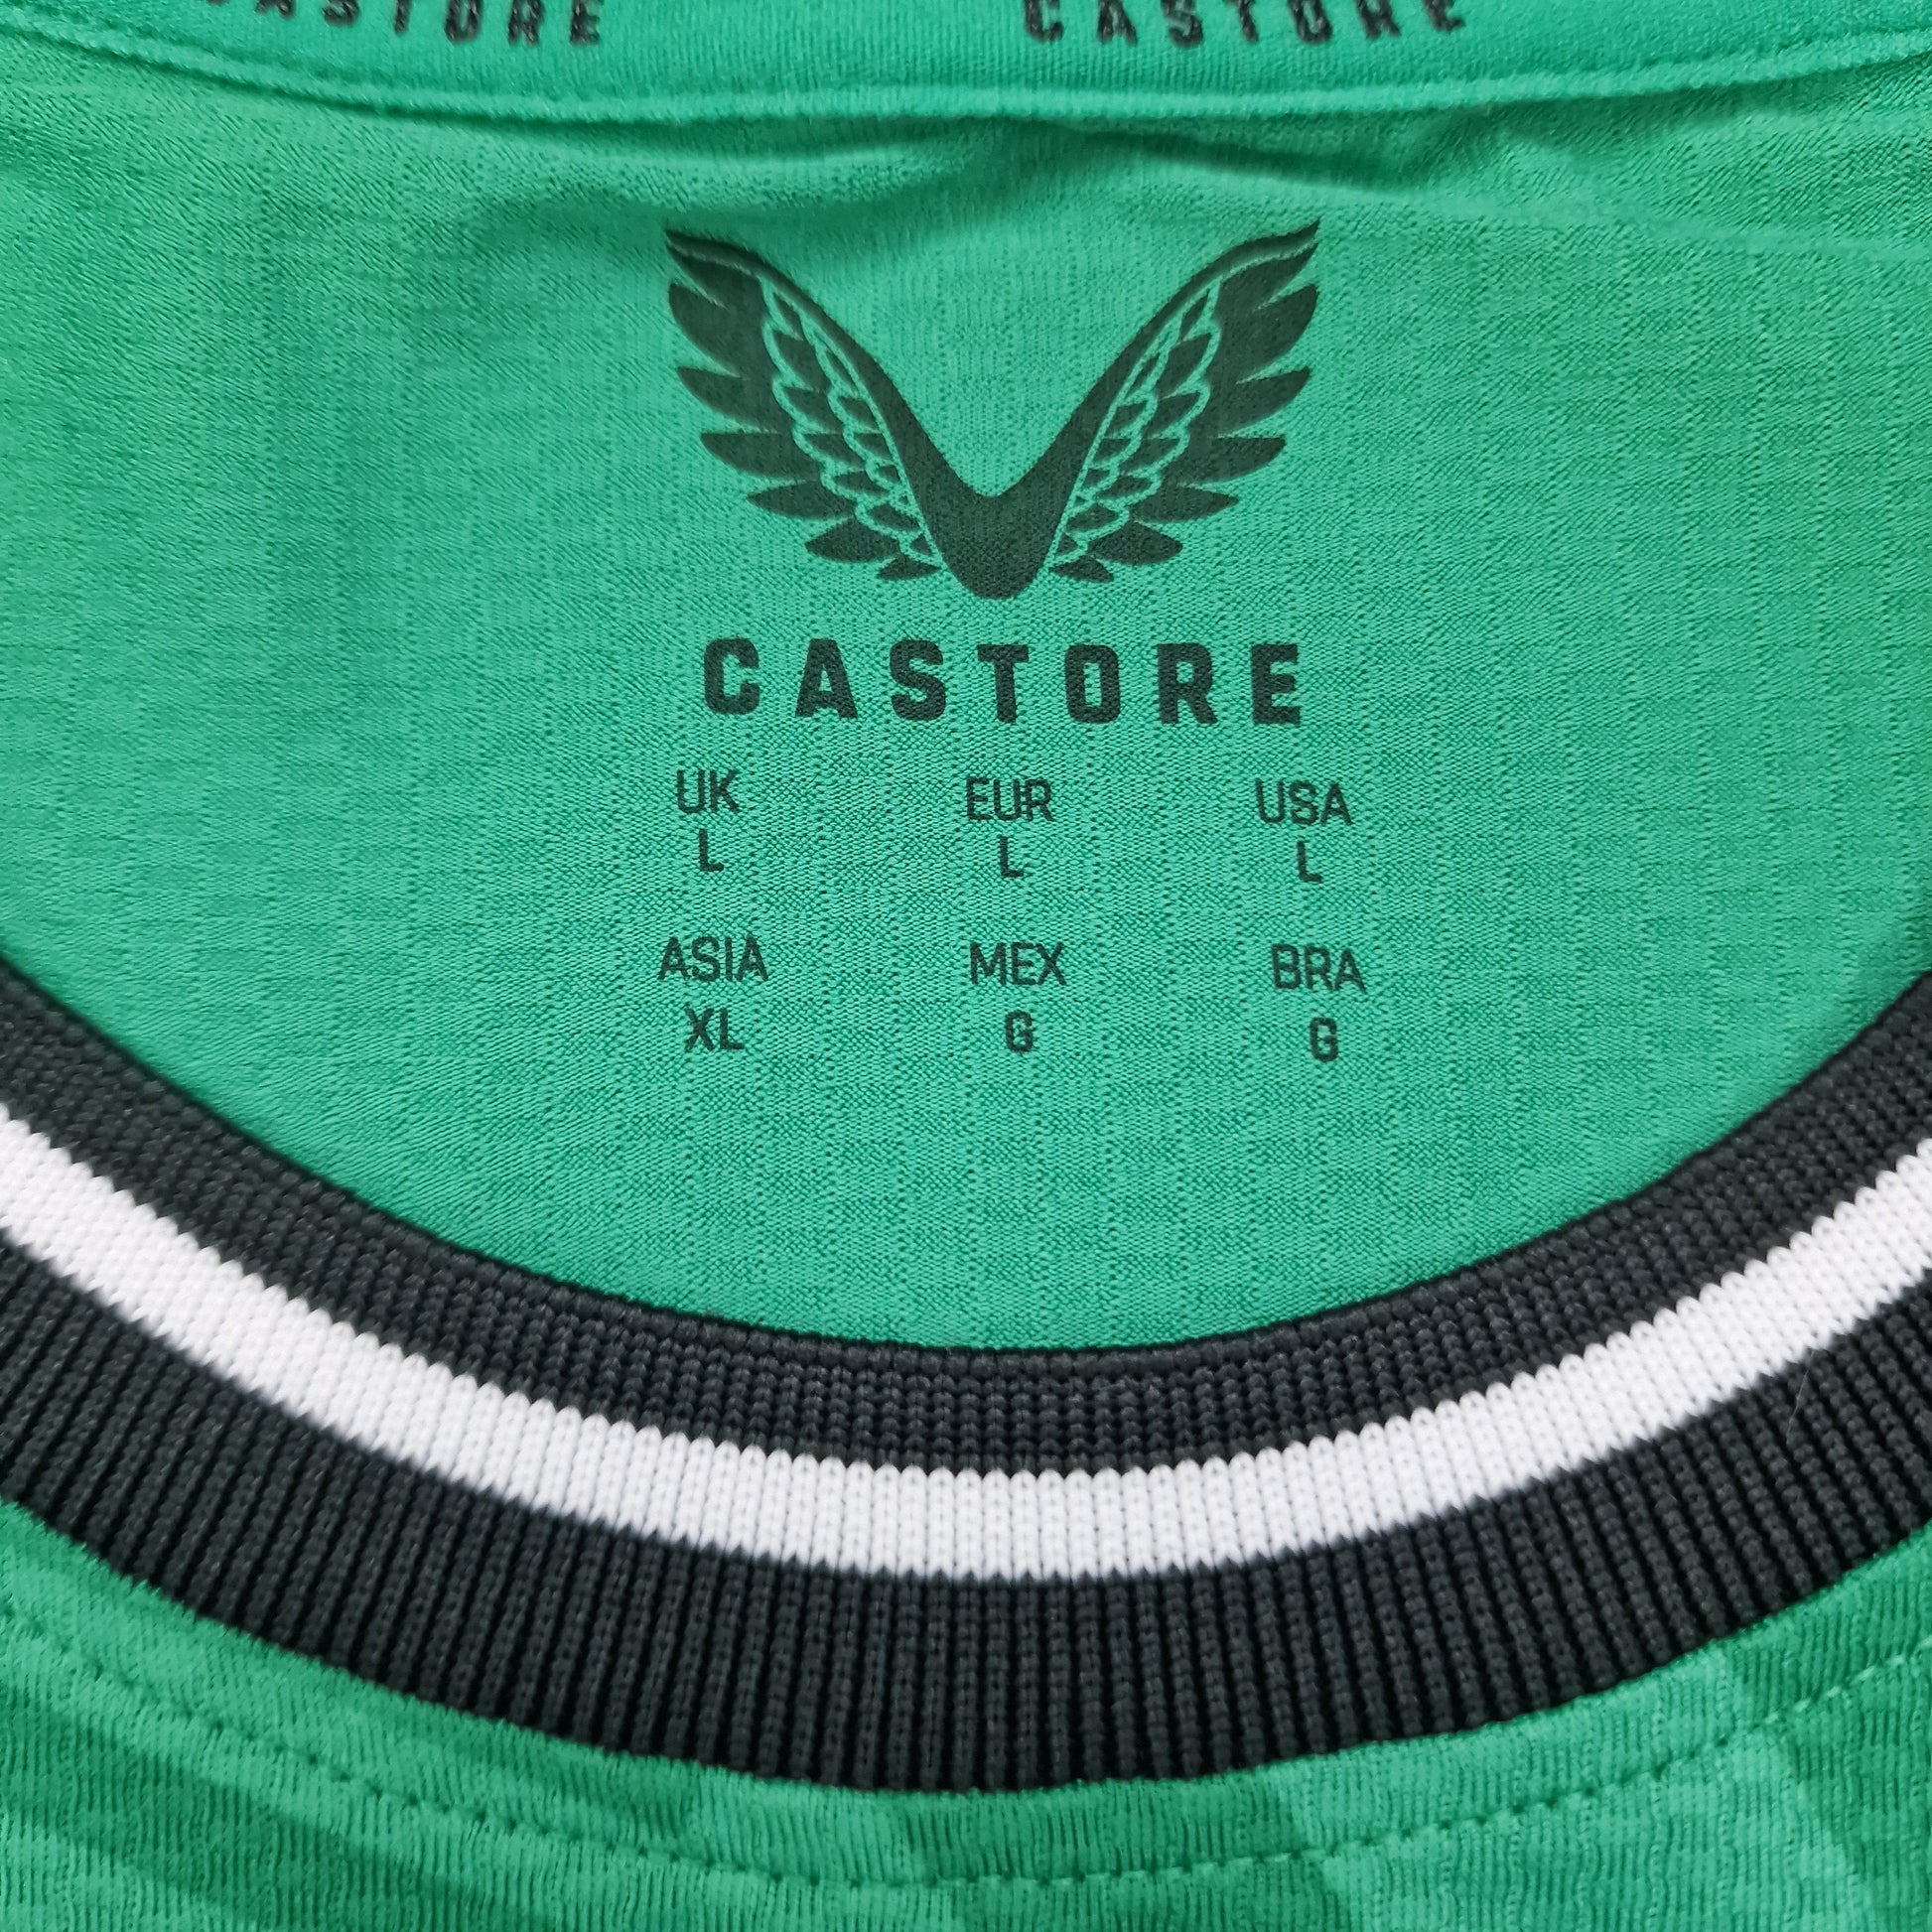 CASTORE CASTORE
CASTORE
UK EUR USA
L L L
ASIA MEX BRA
XL G G